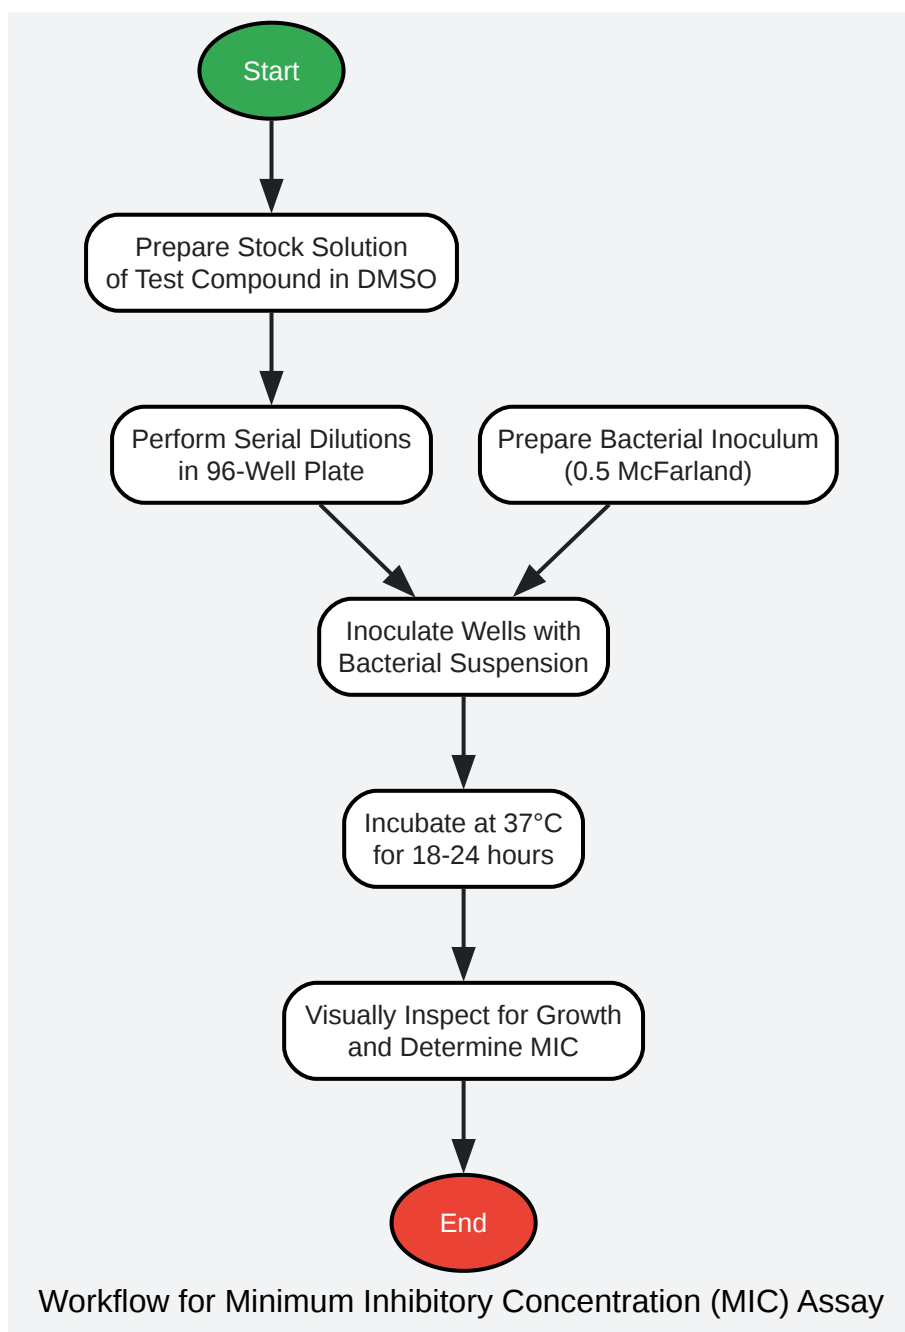 Start
Prepare Stock Solution
of Test Compound in DMSO
Perform Serial Dilutions
in 96-Well Plate
Prepare Bacterial Inoculum
(0.5 McFarland)
Inoculate Wells with
Bacterial Suspension
Incubate at 37°C
for 18-24 hours
Visually Inspect for Growth
and Determine MIC
End
Workflow for Minimum Inhibitory Concentration (MIC) Assay